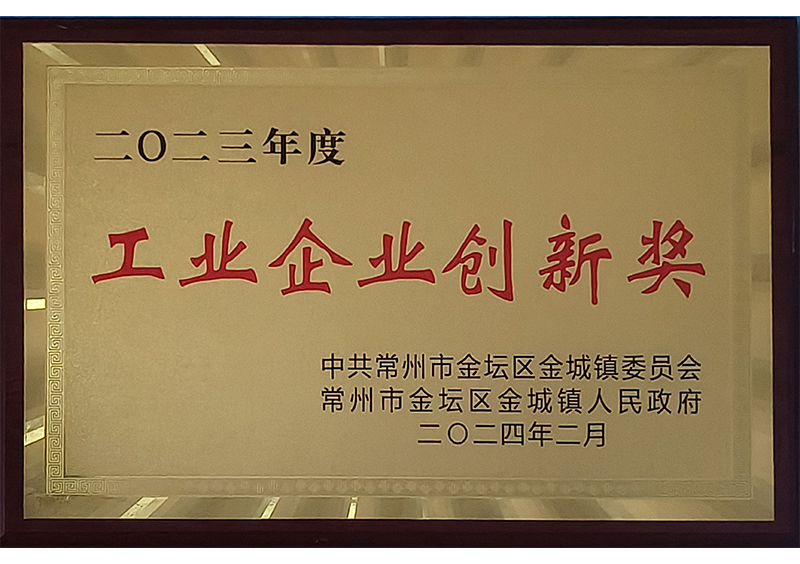 二〇二三年度
工业企业创新奖
中共常州市金坛区金城镇委员会
常州市金坛区金城镇人民政府
二〇二四年二月